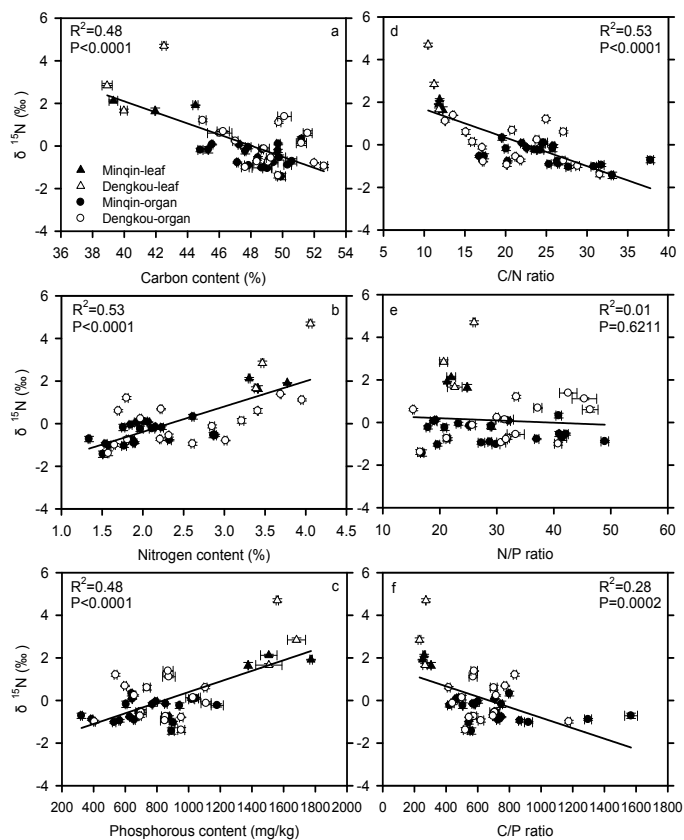 R²=0.48
P<0.0001
a
6
4
2
0
-2
-4
δ ¹⁵N (‰)
Minqin-leaf
Dengkou-leaf
Minqin-organ
Dengkou-organ
36 38 40 42 44 46 48 50 52 54
Carbon content (%)
d
R²=0.53
P<0.0001
6
4
2
0
-2
-4
5 10 15 20 25 30 35 40
C/N ratio
R²=0.53
P<0.0001
b
6
4
2
0
-2
-4
δ ¹⁵N (‰)
1.0 1.5 2.0 2.5 3.0 3.5 4.0 4.5
Nitrogen content (%)
e
R²=0.01
P=0.6211
6
4
2
0
-2
-4
10 20 30 40 50 60
N/P ratio
R²=0.48
P<0.0001
c
6
4
2
0
-2
-4
δ ¹⁵N (‰)
200 400 600 800 1000 1200 1400 1600 1800 2000
Phosphorous content (mg/kg)
f
R²=0.28
P=0.0002
6
4
2
0
-2
-4
0 200 400 600 800 1000 1200 1400 1600 1800
C/P ratio